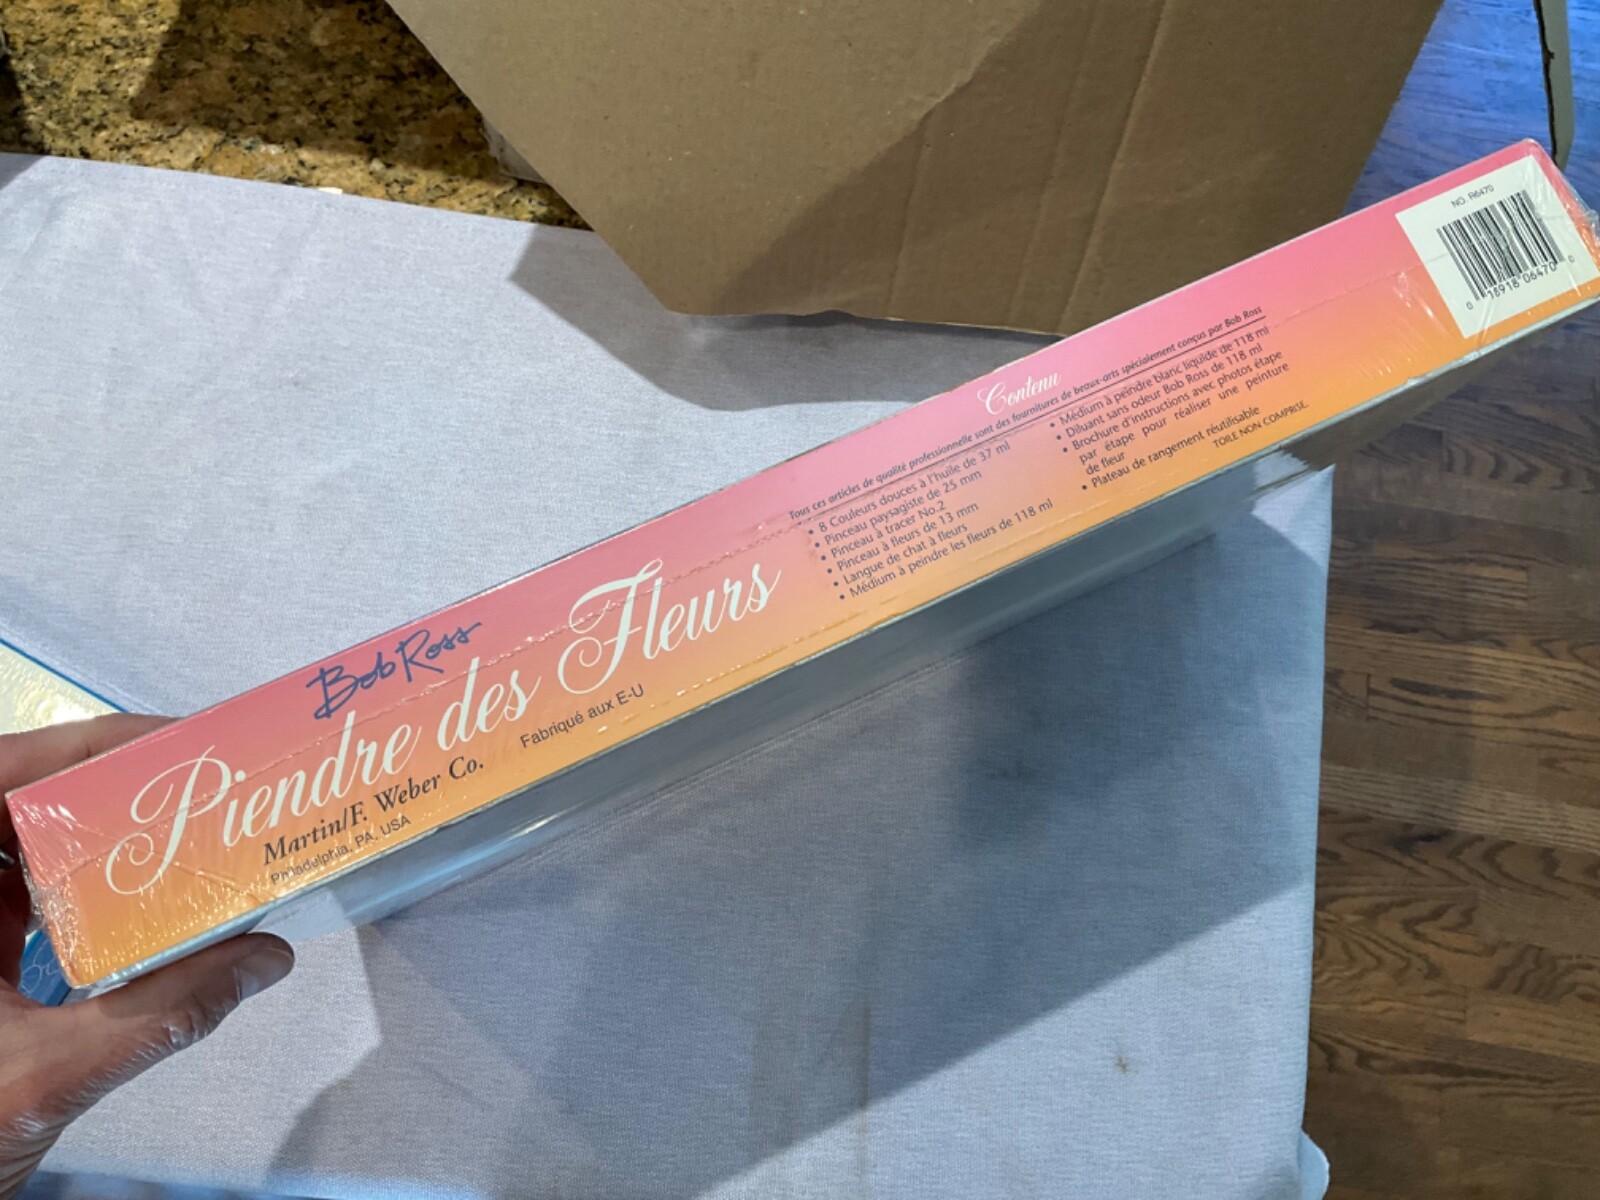 Bob Ross
Piendre des Fleurs
Martin/F. Weber Co.
Philadelphia, PA, USA
Fabriqué aux E-U
Contenu
Tous ces articles de qualité professionnelle sont des fournitures de beaux-arts spécialement conçus par Bob Ross
• 8 Couleurs douces à l'huile de 37 ml
• Pinceau paysagiste de 25 mm
• Pinceau à tracer No.2
• Pinceau à fleurs de 13 mm
• Langue de chat à fleurs
• Médium à peindre les fleurs de 118 ml
• Médium à peindre blanc liquide de 118 ml
• Diluant sans odeur Bob Ross de 118 ml
• Brochure d'instructions avec photos étape
par étape pour réaliser une peinture
de fleur
• Plateau de rangement réutilisable
TOILE NON COMPRISE.
NO. R6470
0 16918 06470 0